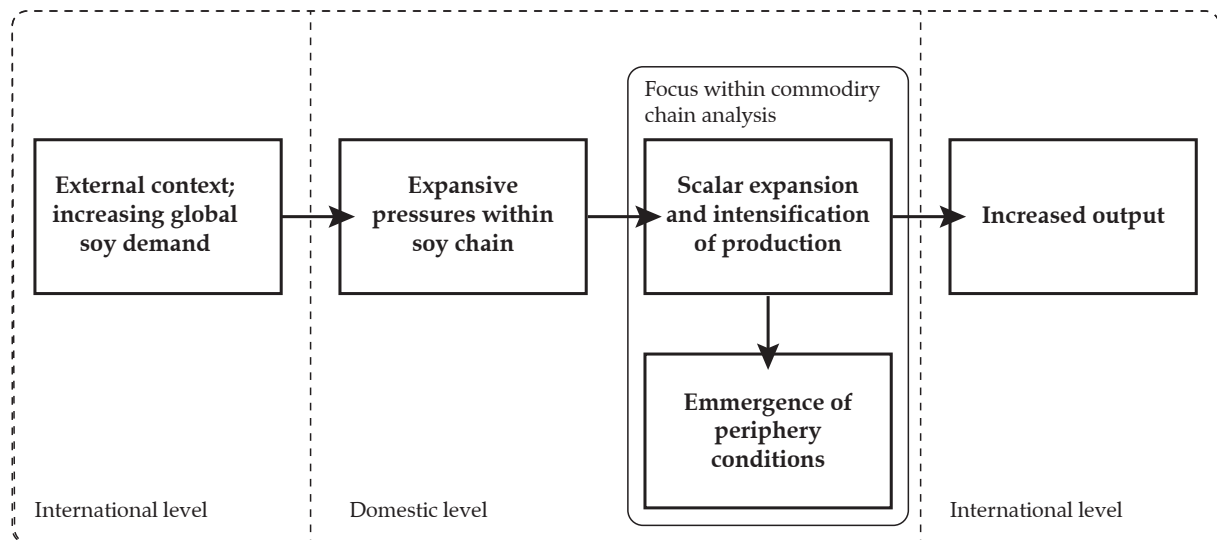 Focus within commodiry
chain analysis
External context;
increasing global
soy demand
Expansive
pressures within
soy chain
Scalar expansion
and intensification
of production
Increased output
Emmergence of
periphery
conditions
International level
Domestic level
International level